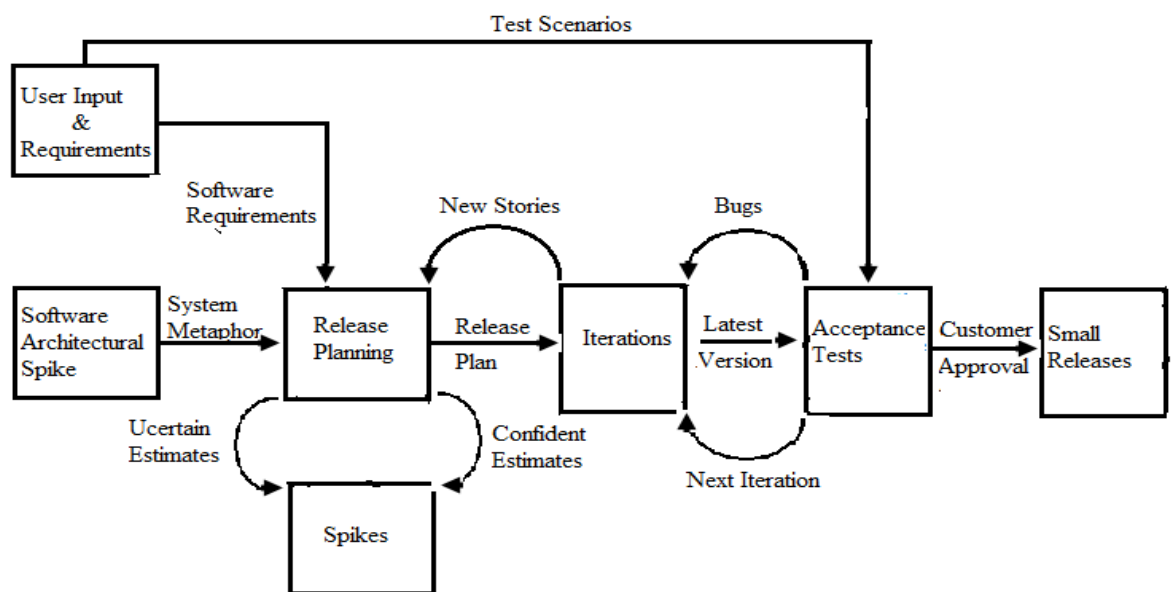 Test Scenarios
User Input
&
Requirements
Software
Requirements
New Stories
Bugs
Software
Architectural
Spike
System
Metaphor
Release
Planning
Release
Plan
Iterations
Latest
Version
Acceptance
Tests
Customer
Approval
Small
Releases
Ucertain
Estimates
Confident
Estimates
Next Iteration
Spikes